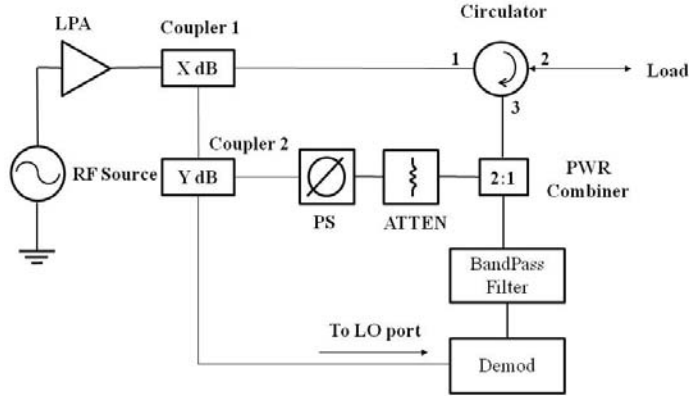 Circulator
LPA
Coupler 1
X dB
1
2
Load
3
Coupler 2
RF Source
Y dB
2:1
PWR
Combiner
PS
ATTEN
BandPass
Filter
To LO port
Demod